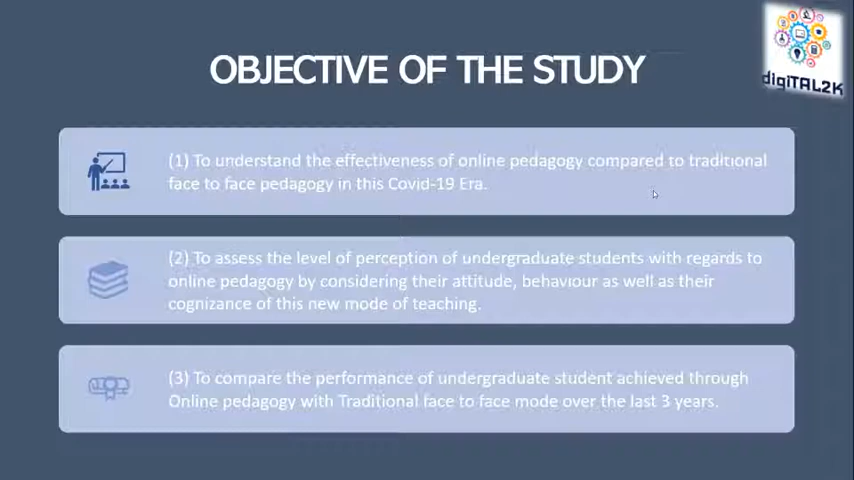 OBJECTIVE OF THE STUDY
digiTAL2K
(1) To understand the effectiveness of online pedagogy compared to traditional
face to face pedagogy in this Covid-19 Era.
(2) To assess the level of perception of undergraduate students with regards to
online pedagogy by considering their attitude, behaviour as well as their
cognizance of this new mode of teaching.
(3) To compare the performance of undergraduate student achieved through
Online pedagogy with Traditional face to face mode over the last 3 years.